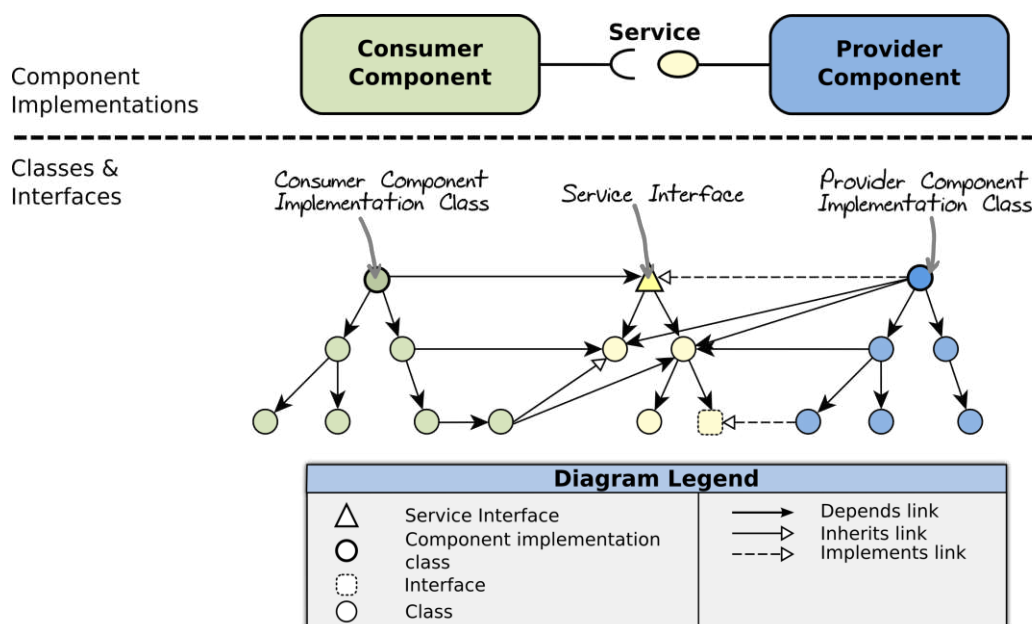 Consumer
Component
Service
Provider
Component
Component
Implementations
Classes &
Interfaces
Consumer Component
Implementation Class
Service Interface
Provider Component
Implementation Class
Diagram Legend
Service Interface
Component implementation
class
Interface
Class
Depends link
Inherits link
Implements link